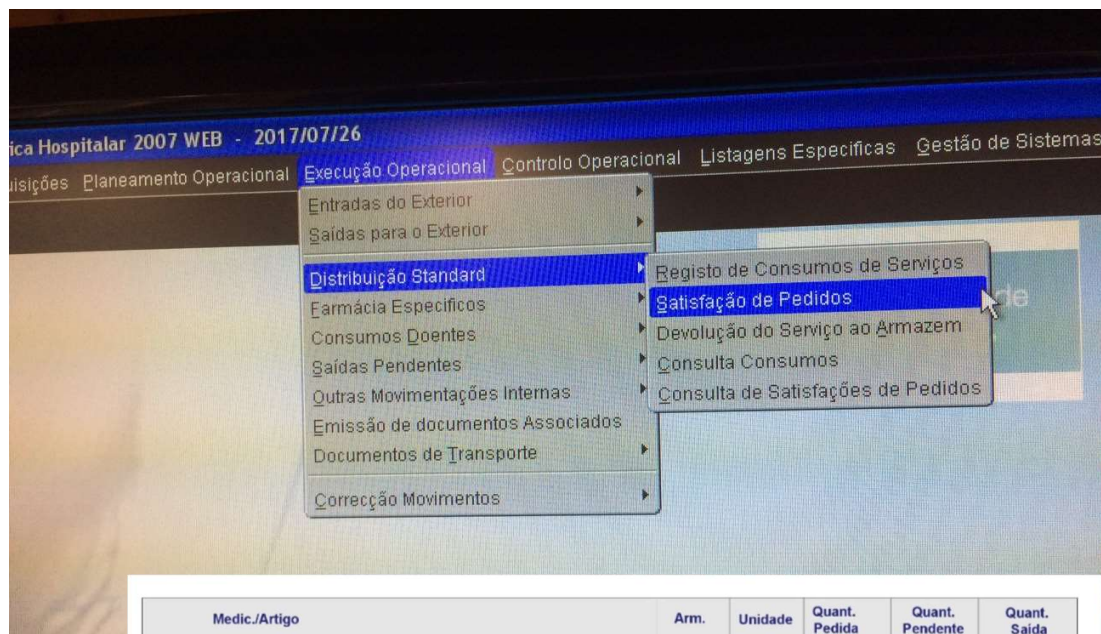 ica Hospitalar 2007 WEB - 2017/07/26
uisições Planeamento Operacional Execução Operacional Controlo Operacional Listagens Especificas Gestão de Sistemas
Entradas do Exterior
Saídas para o Exterior
Distribuição Standard
Farmácia Especificos
Consumos Doentes
Saídas Pendentes
Outras Movimentações Internas
Emissão de documentos Associados
Documentos de Transporte
Correcção Movimentos
Registo de Consumos de Serviços
Satisfação de Pedidos
Devolução do Serviço ao Armazem
Consulta Consumos
Consulta de Satisfações de Pedidos
de
Medic./Artigo Arm. Unidade Quant. Pedida Quant. Pendente Quant. Saida